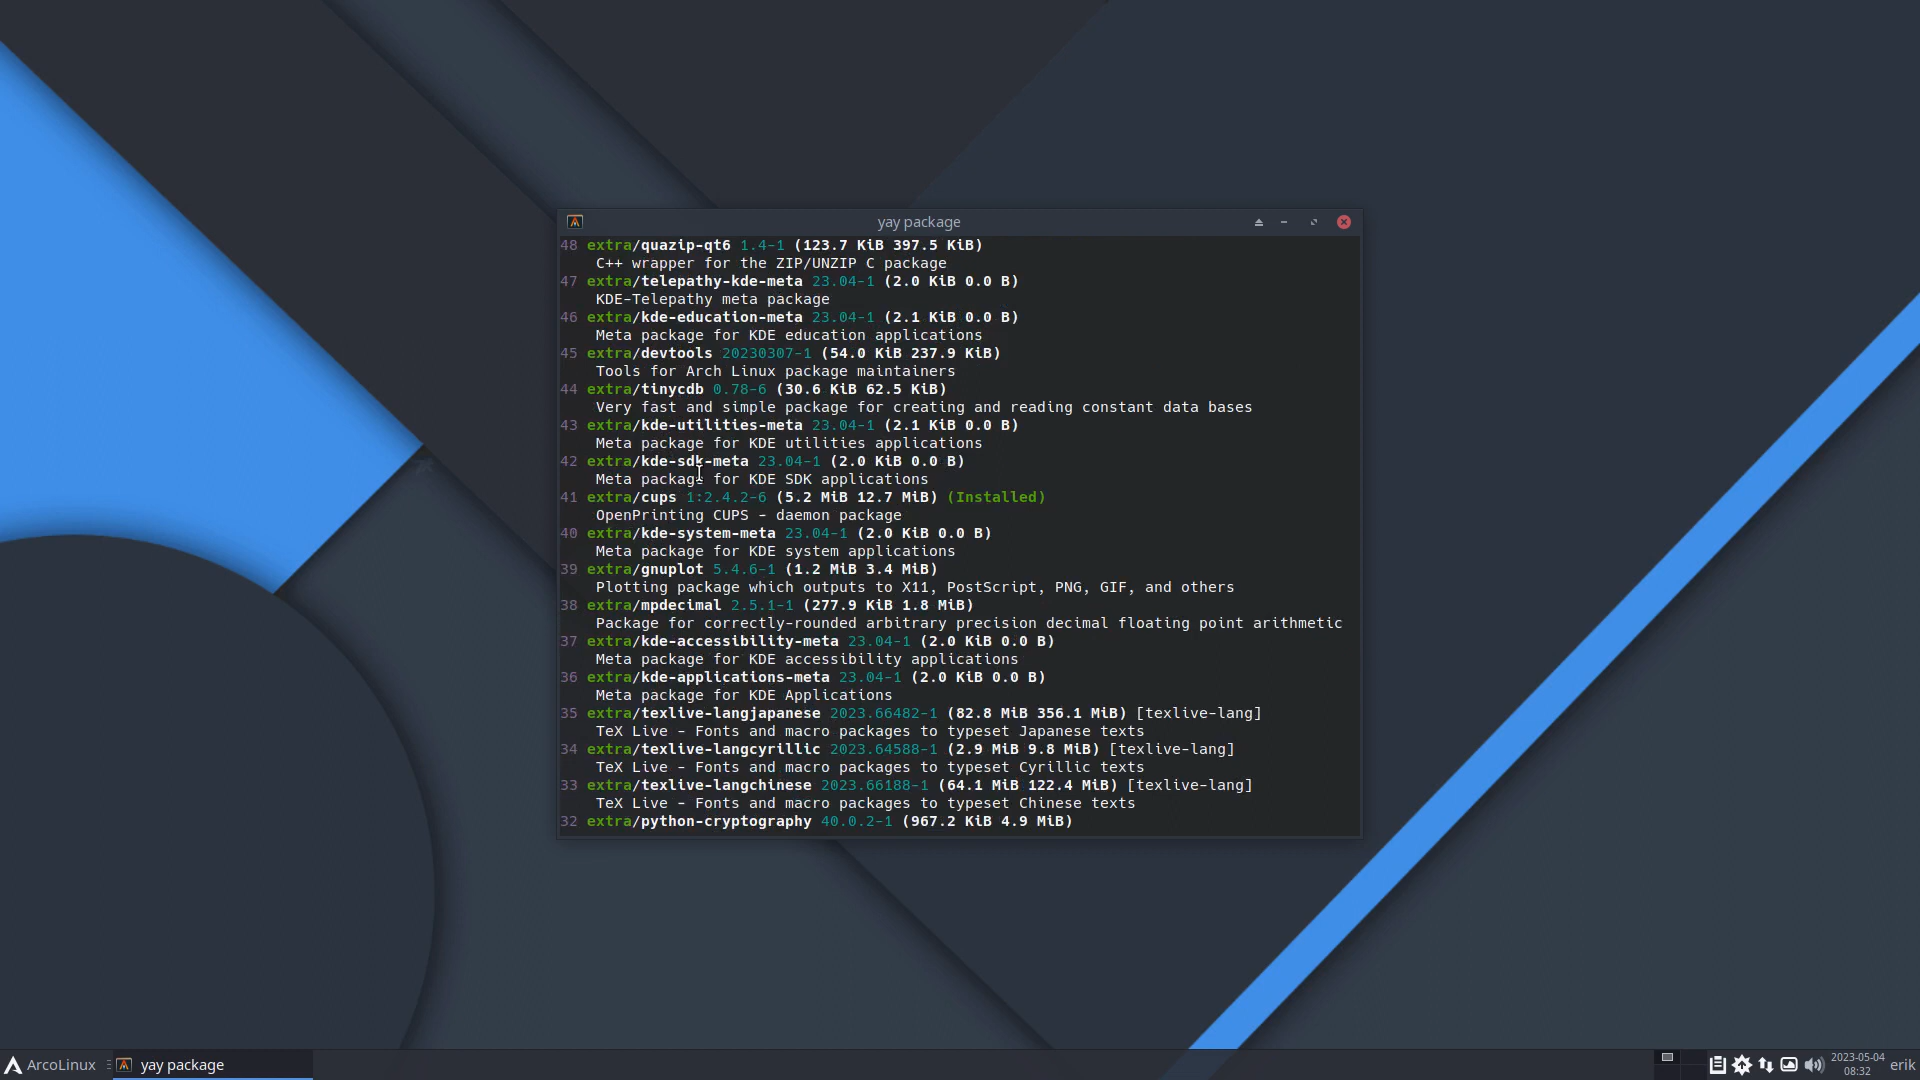 yay package
48 extra/quazip-qt6 1.4-1 (123.7 KiB 397.5 KiB)
C++ wrapper for the ZIP/UNZIP C package
47 extra/telepathy-kde-meta 23.04-1 (2.0 KiB 0.0 B)
KDE-Telepathy meta package
46 extra/kde-education-meta 23.04-1 (2.1 KiB 0.0 B)
Meta package for KDE education applications
45 extra/devtools 20230307-1 (54.0 KiB 237.9 KiB)
Tools for Arch Linux package maintainers
44 extra/tinycdb 0.78-6 (30.6 KiB 62.5 KiB)
Very fast and simple package for creating and reading constant data bases
43 extra/kde-utilities-meta 23.04-1 (2.1 KiB 0.0 B)
Meta package for KDE utilities applications
42 extra/kde-sdk-meta 23.04-1 (2.0 KiB 0.0 B)
Meta package for KDE SDK applications
41 extra/cups 1:2.4.2-6 (5.2 MiB 12.7 MiB) (Installed)
OpenPrinting CUPS - daemon package
40 extra/kde-system-meta 23.04-1 (2.0 KiB 0.0 B)
Meta package for KDE system applications
39 extra/gnuplot 5.4.6-1 (1.2 MiB 3.4 MiB)
Plotting package which outputs to X11, PostScript, PNG, GIF, and others
38 extra/mpdecimal 2.5.1-1 (277.9 KiB 1.8 MiB)
Package for correctly-rounded arbitrary precision decimal floating point arithmetic
37 extra/kde-accessibility-meta 23.04-1 (2.0 KiB 0.0 B)
Meta package for KDE accessibility applications
36 extra/kde-applications-meta 23.04-1 (2.0 KiB 0.0 B)
Meta package for KDE Applications
35 extra/texlive-langjapanese 2023.66482-1 (82.8 MiB 356.1 MiB) [texlive-lang]
TeX Live - Fonts and macro packages to typeset Japanese texts
34 extra/texlive-langcyrillic 2023.64588-1 (2.9 MiB 9.8 MiB) [texlive-lang]
TeX Live - Fonts and macro packages to typeset Cyrillic texts
33 extra/texlive-langchinese 2023.66188-1 (64.1 MiB 122.4 MiB) [texlive-lang]
TeX Live - Fonts and macro packages to typeset Chinese texts
32 extra/python-cryptography 40.0.2-1 (967.2 KiB 4.9 MiB)
ArcoLinux
yay package
2023-05-04
08:32
erik